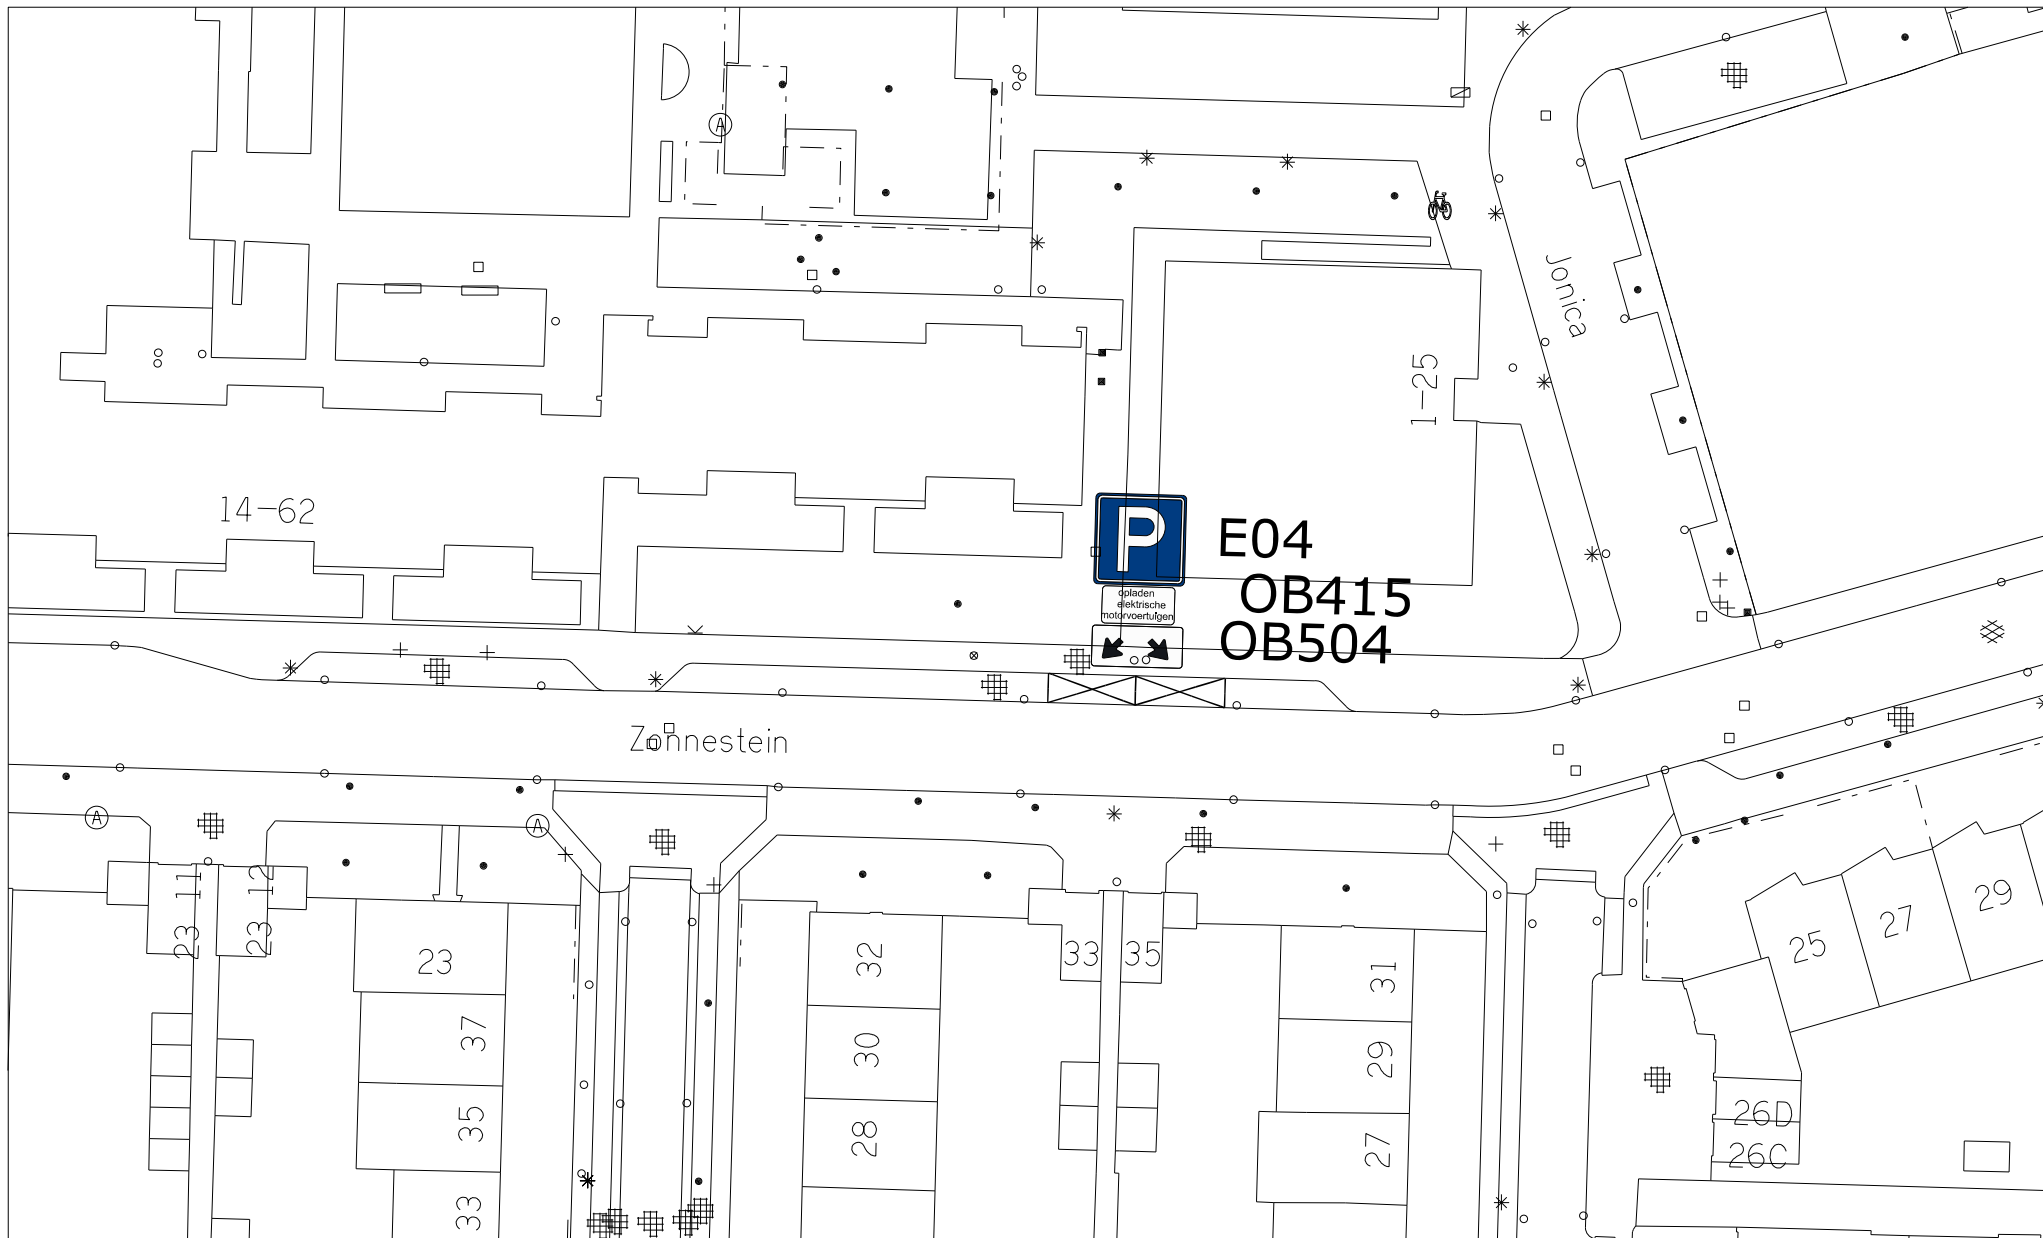 A
Jonica
1-25
14-62
P
E04
opladen
elektrische
motorvoertuigen
OB415
OB504
Zonnestein
A
A
23 11
23 12
23
37
35
33
32
30
28
33
35
31
29
27
25
27
29
26D
26C